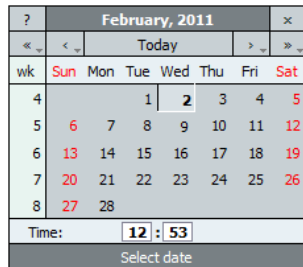 ? February, 2011 ×
« ‹ Today › »
wk Sun Mon Tue Wed Thu Fri Sat
4 1 2 3 4 5
5 6 7 8 9 10 11 12
6 13 14 15 16 17 18 19
7 20 21 22 23 24 25 26
8 27 28
Time: 12 : 53
Select date